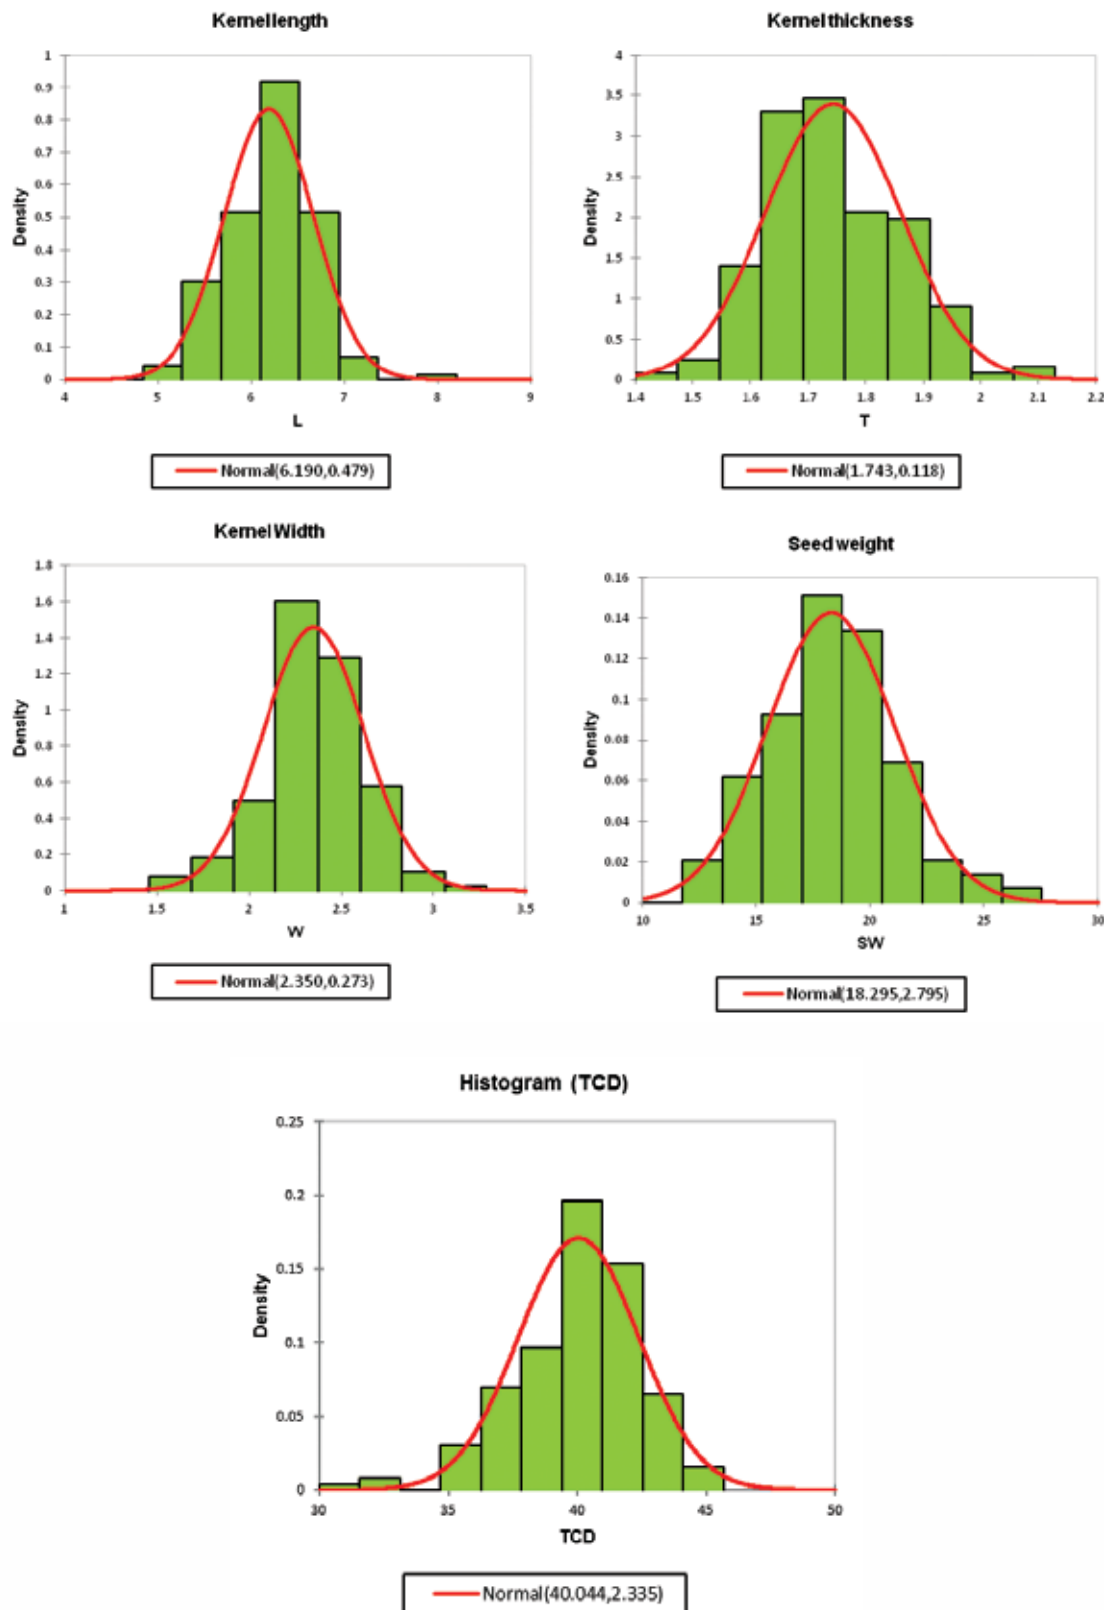 Kernel length
1
0.9
0.8
0.7
0.6
0.5
0.4
0.3
0.2
0.1
0
Density
4 5 6 7 8 9
L
Normal(6.190,0.479)
Kernel thickness
4
3.5
3
2.5
2
1.5
1
0.5
0
Density
1.4 1.5 1.6 1.7 1.8 1.9 2 2.1 2.2
T
Normal(1.743,0.118)
Kernel Width
1.8
1.6
1.4
1.2
1
0.8
0.6
0.4
0.2
0
Density
1 1.5 2 2.5 3 3.5
W
Normal(2.350,0.273)
Seed weight
0.16
0.14
0.12
0.1
0.08
0.06
0.04
0.02
0
Density
10 15 20 25 30
SW
Normal(18.295,2.795)
Histogram (TCD)
0.25
0.2
0.15
0.1
0.05
0
Density
30 35 40 45 50
TCD
Normal(40.044,2.335)